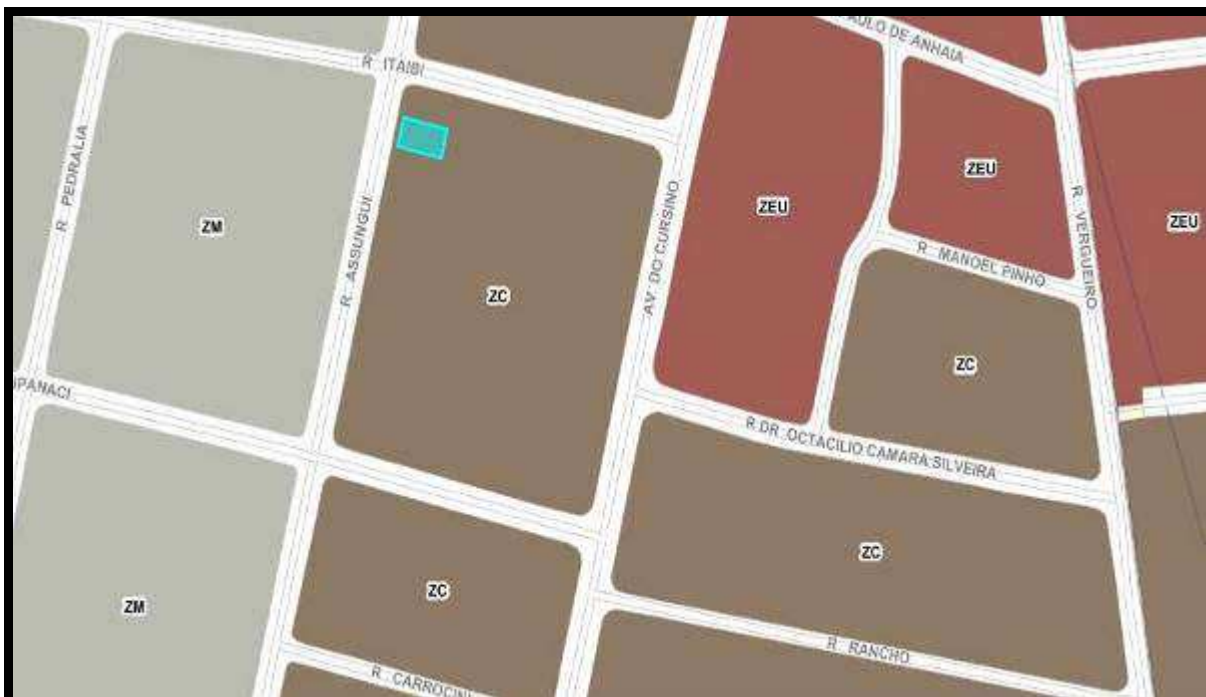 AULO DE ANHAIA
R. ITAIBI
R. PEDRALIA
ZEU
ZEU
ZM
R. ASSUNGUI
AV. DO CURSINO
R. VERGUEIRO
ZEU
R. MANOEL PINHO
ZC
ZC
IPANACI
R.DR. OCTACILIO CAMARA SILVEIRA
ZC
ZC
ZM
R. RANCHO
R. CARROCIN